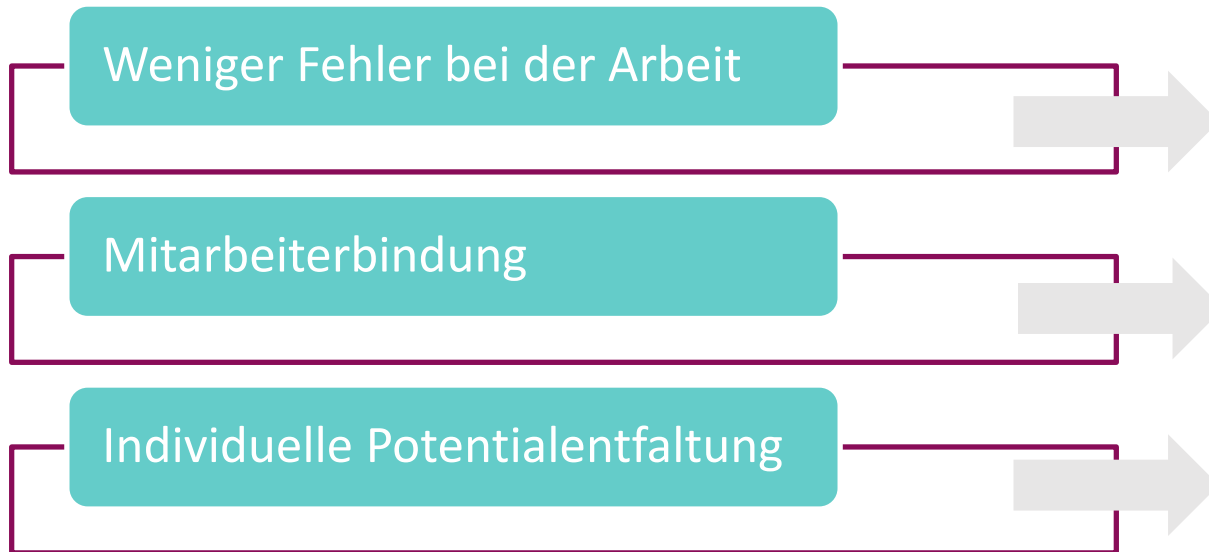 Weniger Fehler bei der Arbeit
Mitarbeiterbindung
Individuelle Potentialentfaltung